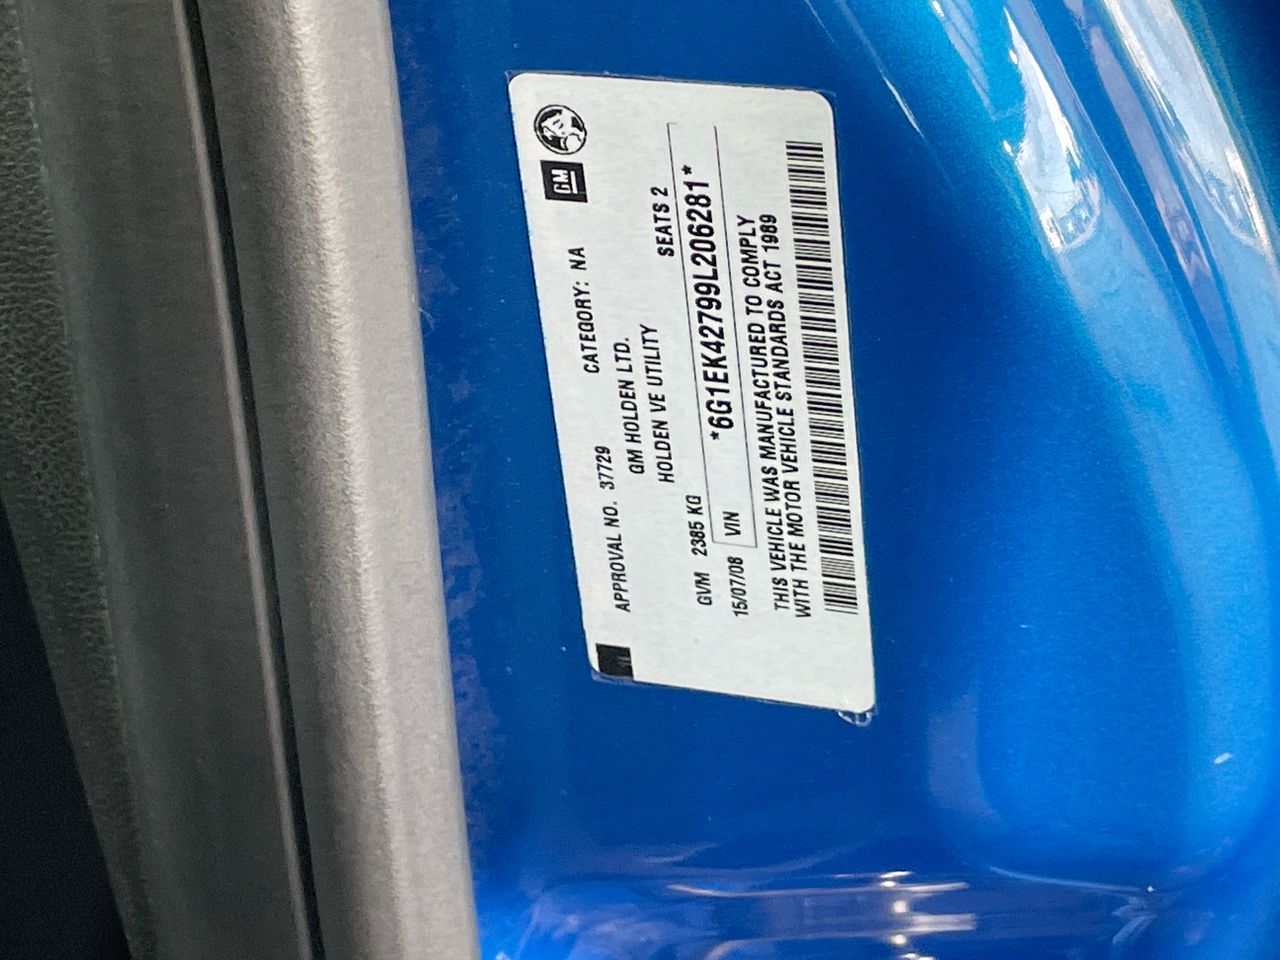 GM
APPROVAL NO. 37729 CATEGORY: NA
GM HOLDEN LTD.
HOLDEN VE UTILITY
GVM 2385 KG SEATS 2
15/07/08 VIN *6G1EK42799L206281*
THIS VEHICLE WAS MANUFACTURED TO COMPLY
WITH THE MOTOR VEHICLE STANDARDS ACT 1989